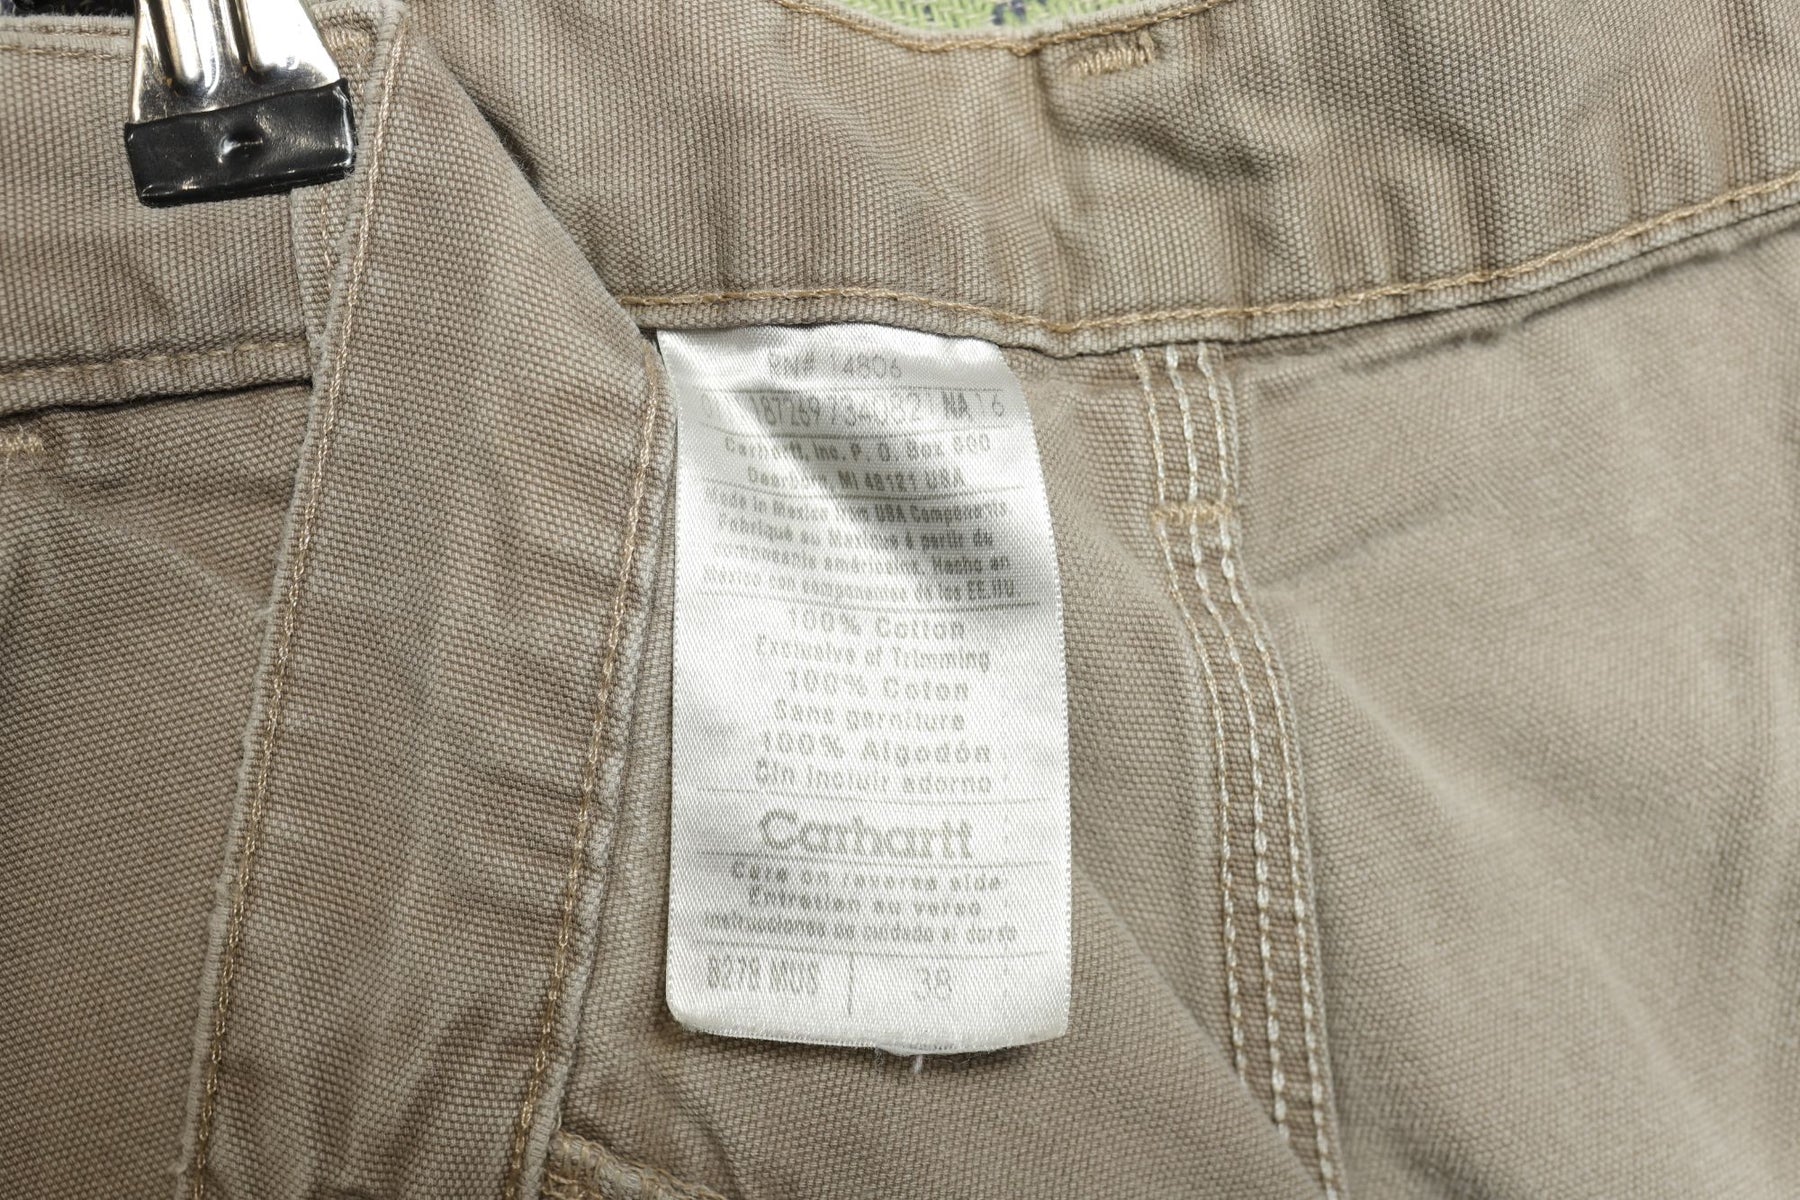 RN# 14806
NA 16
Carhartt, Inc. P. O. Box 600
Dearborn, MI 48121 USA
Made in Mexico from USA Components
Fabriqué au Mexique à partir de
composants américains. Hecho en
Mexico con componentes de los EE.UU
100% Cotton
Exclusive of Trimming
100% Coton
Sans garniture
100% Algodón
Sin incluir adorno
Carhartt
Care on reverse side
Entretien au verso
instrucciones de cuidado al dorso
MUS 38